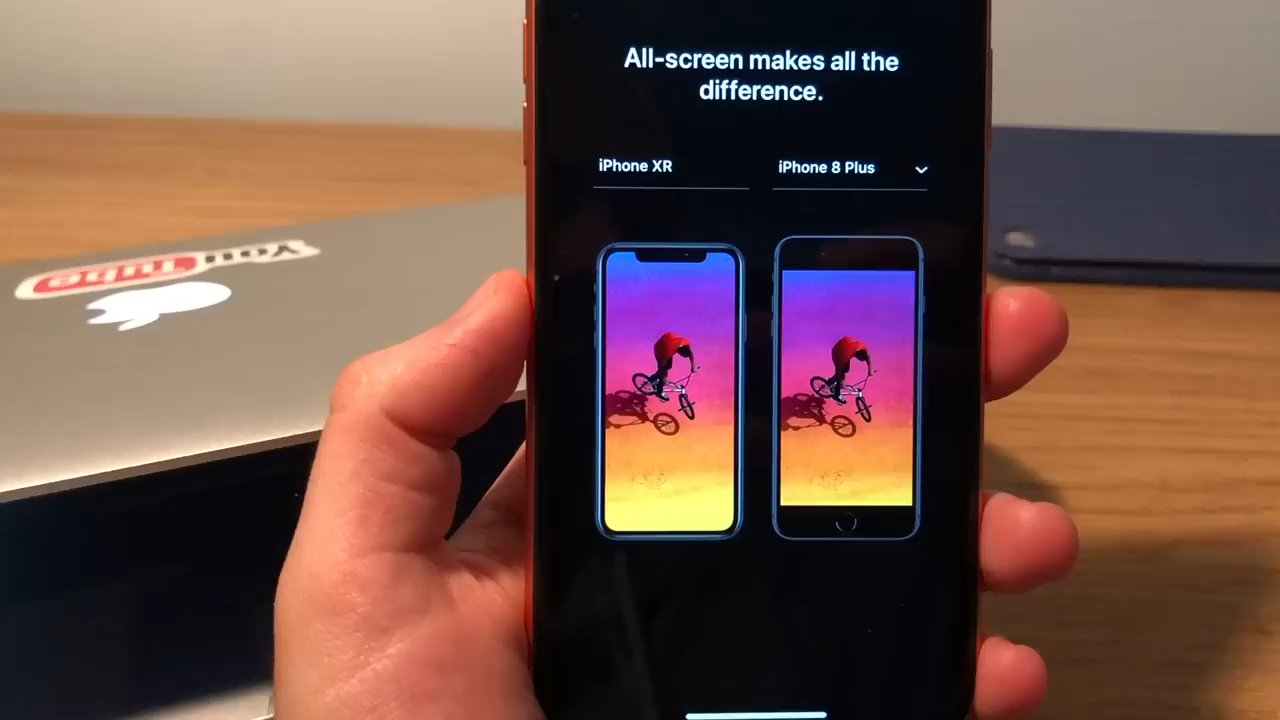 All-screen makes all the
difference.
iPhone XR
iPhone 8 Plus
YouTube